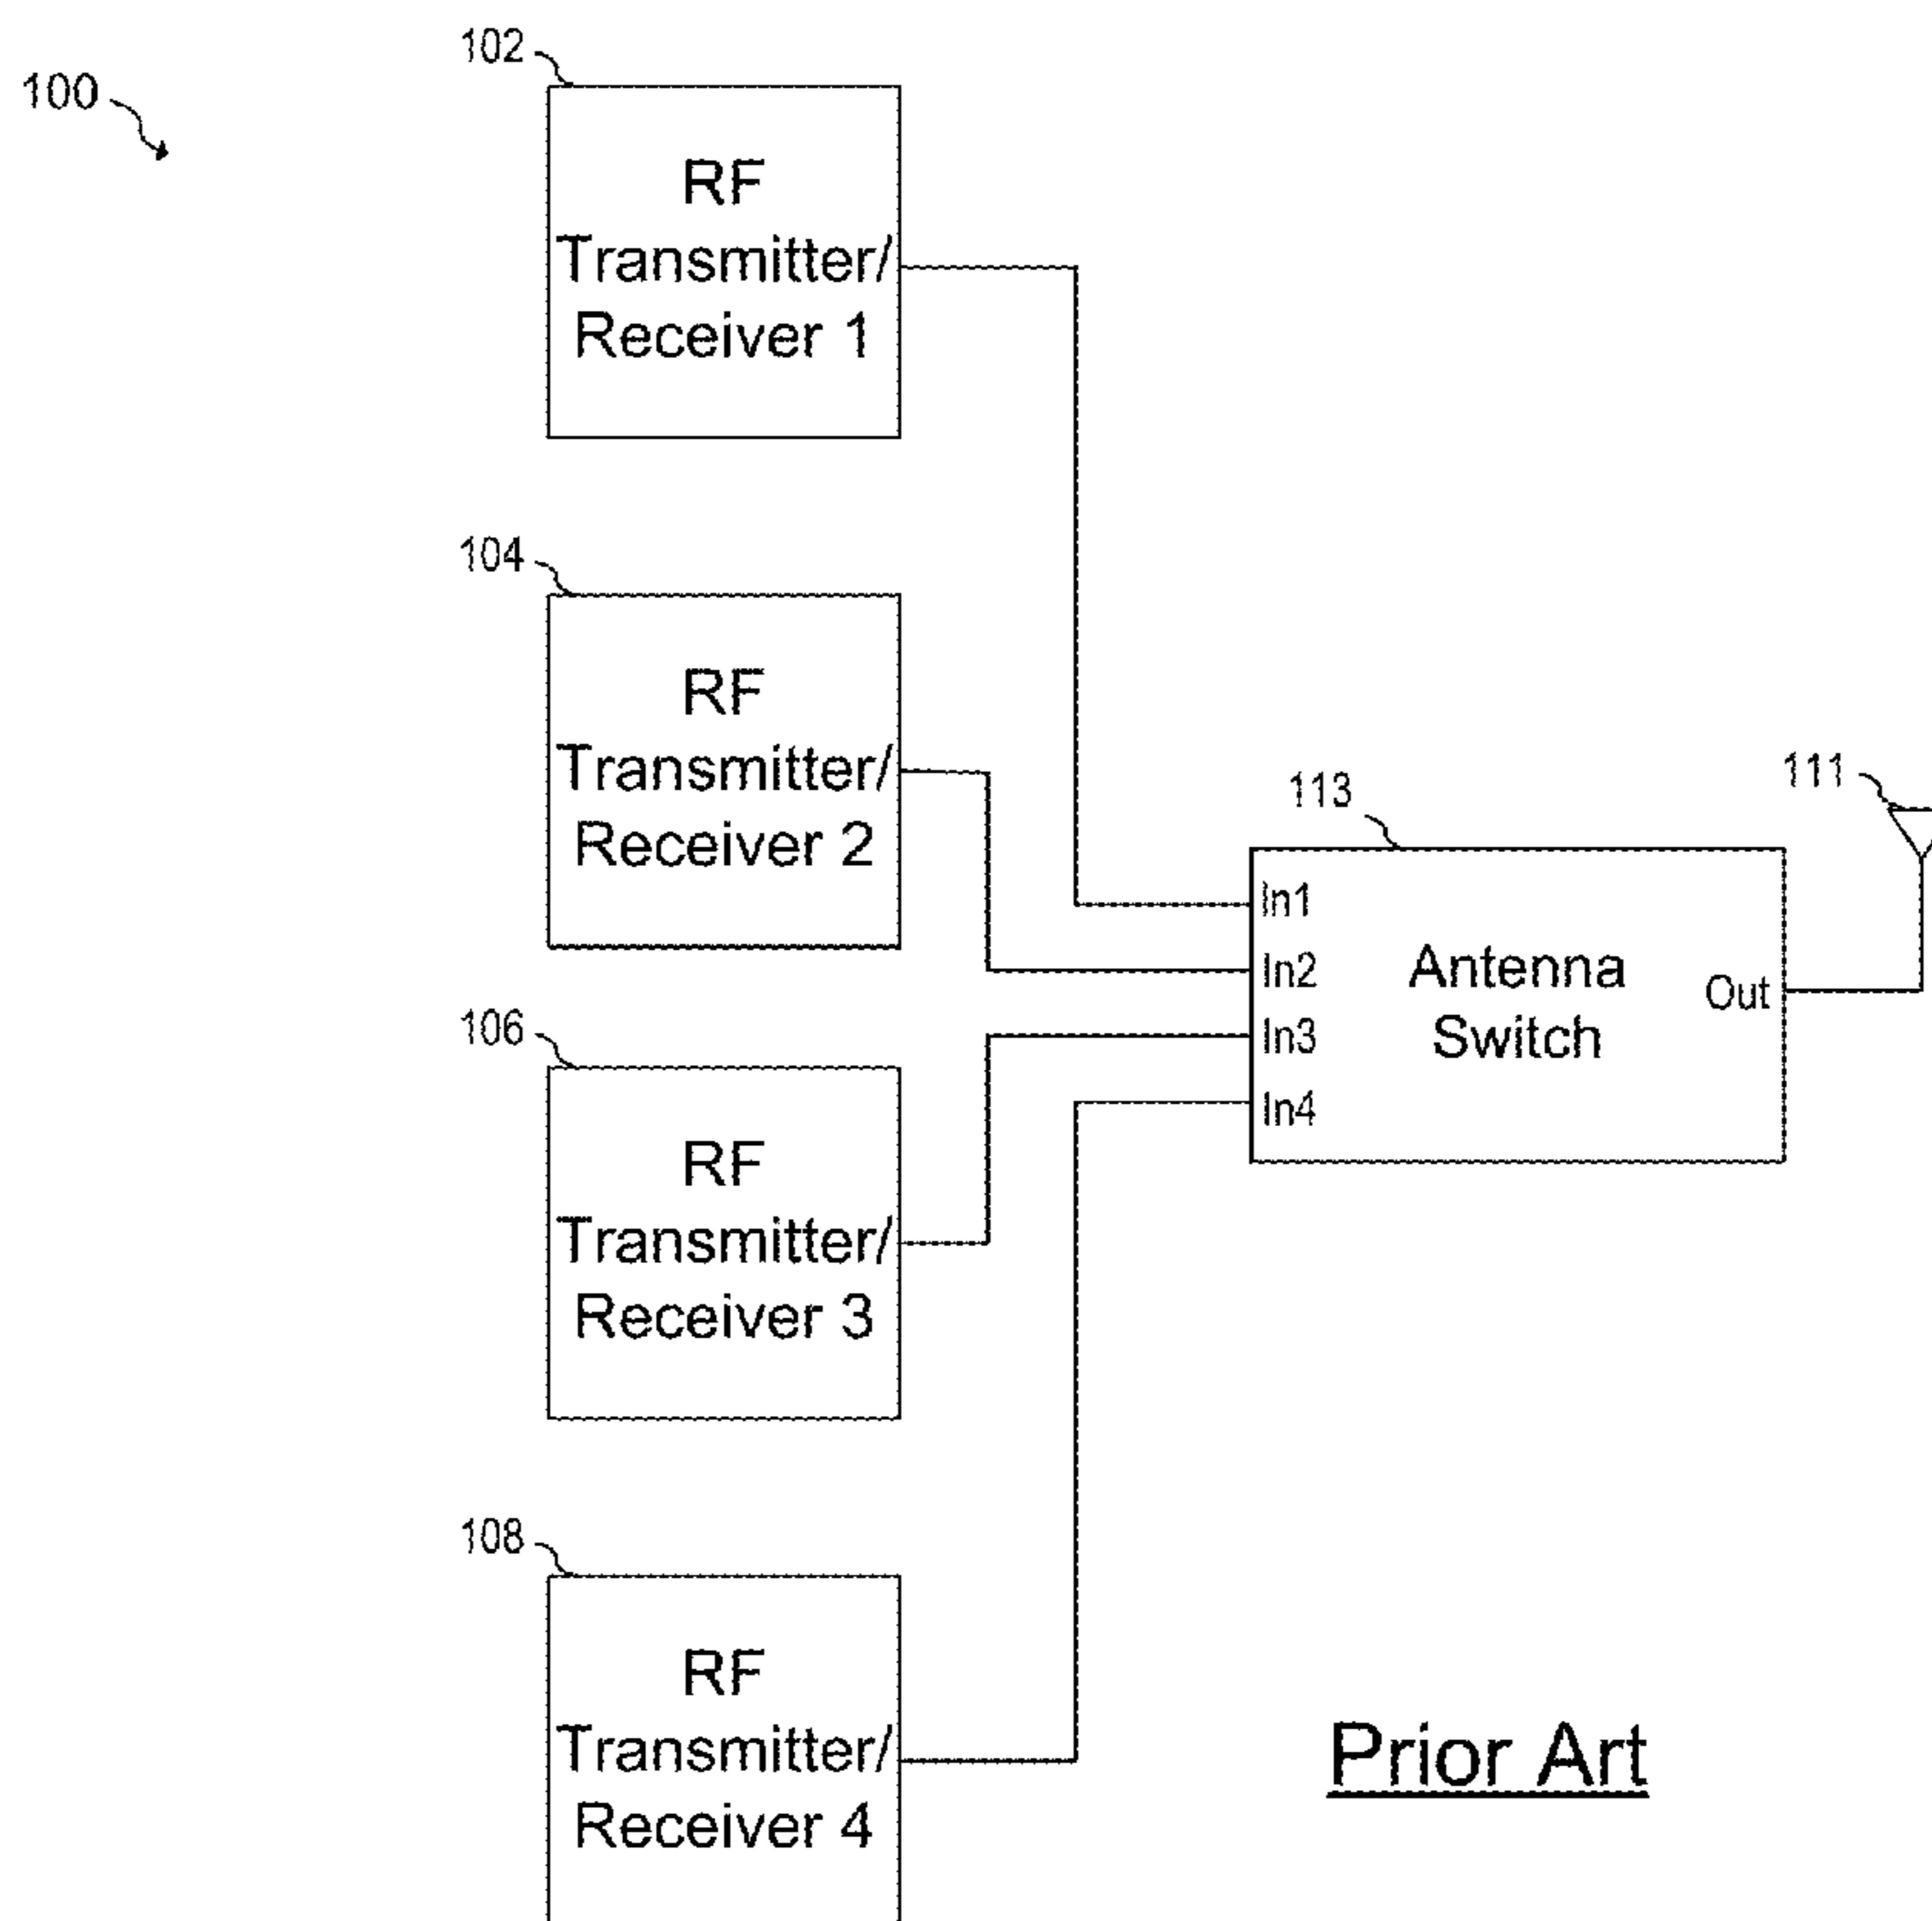 100
102
RF
Transmitter/
Receiver 1
104
RF
Transmitter/
Receiver 2
106
RF
Transmitter/
Receiver 3
108
RF
Transmitter/
Receiver 4
113
In1
In2
In3
In4
Antenna
Switch
Out
111
Prior Art